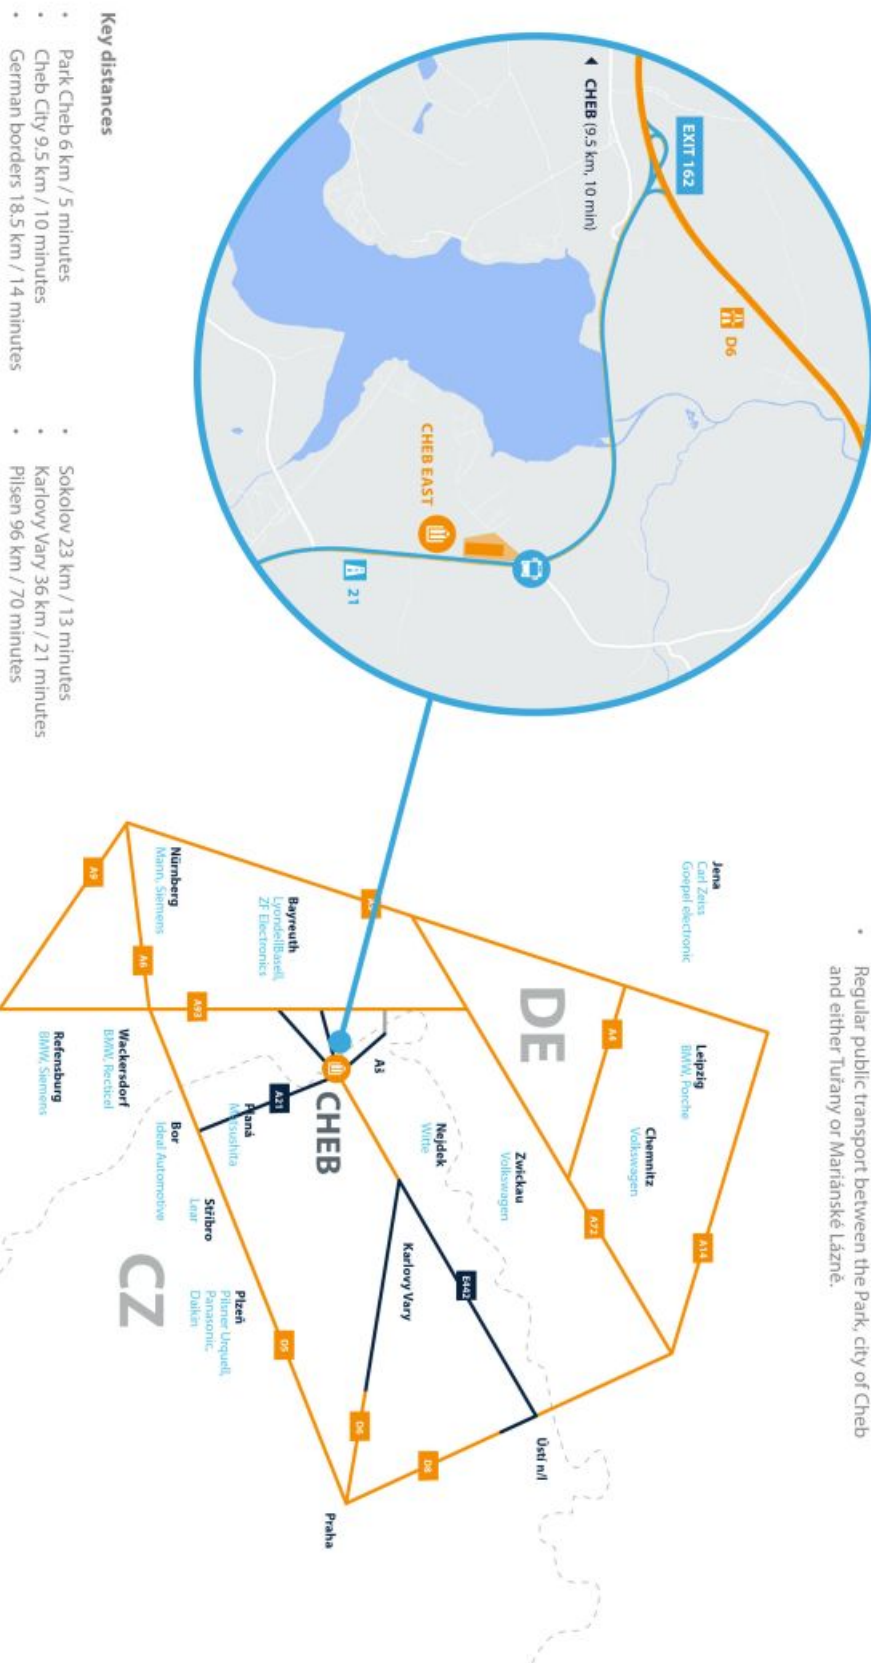 Regular public transport between the Park, city of Cheb
and either Tuřany or Mariánské Lázně.
EXIT 162
D6
CHEB (9.5 km, 10 min)
CHEB EAST
21
Jena
Carl Zeiss
Goepel electronic
Leipzig
BMW, Porche
A14
Chemnitz
Volkswagen
A4
A72
DE
Zwickau
Volkswagen
Ústí n/l
E442
Nejdek
Witte
D8
Karlovy Vary
Aš
D6
Praha
CHEB
Bayreuth
LyondellBasell,
ZF Electronics
A21
Planá
Matsushita
D5
Plzeň
Pilsner Urquell,
Panasonic,
Daikin
Stříbro
Lear
A93
Nürnberg
Mann, Siemens
Bor
Ideal Automotive
A6
CZ
Wackersdorf
BMW, Recticel
A9
Refensburg
BMW, Siemens
Key distances
Park Cheb 6 km / 5 minutes
Cheb City 9.5 km / 10 minutes
German borders 18.5 km / 14 minutes
Sokolov 23 km / 13 minutes
Karlovy Vary 36 km / 21 minutes
Pilsen 96 km / 70 minutes